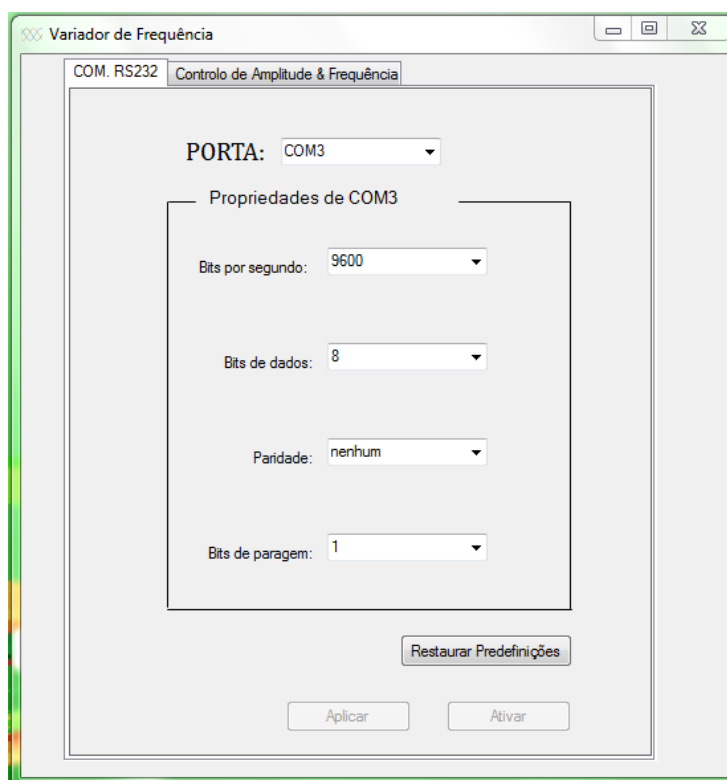 Variador de Frequência
COM. RS232 Controlo de Amplitude & Frequência
PORTA: COM3
Propriedades de COM3
Bits por segundo: 9600
Bits de dados: 8
Paridade: nenhum
Bits de paragem: 1
Restaurar Predefinições
Aplicar Ativar